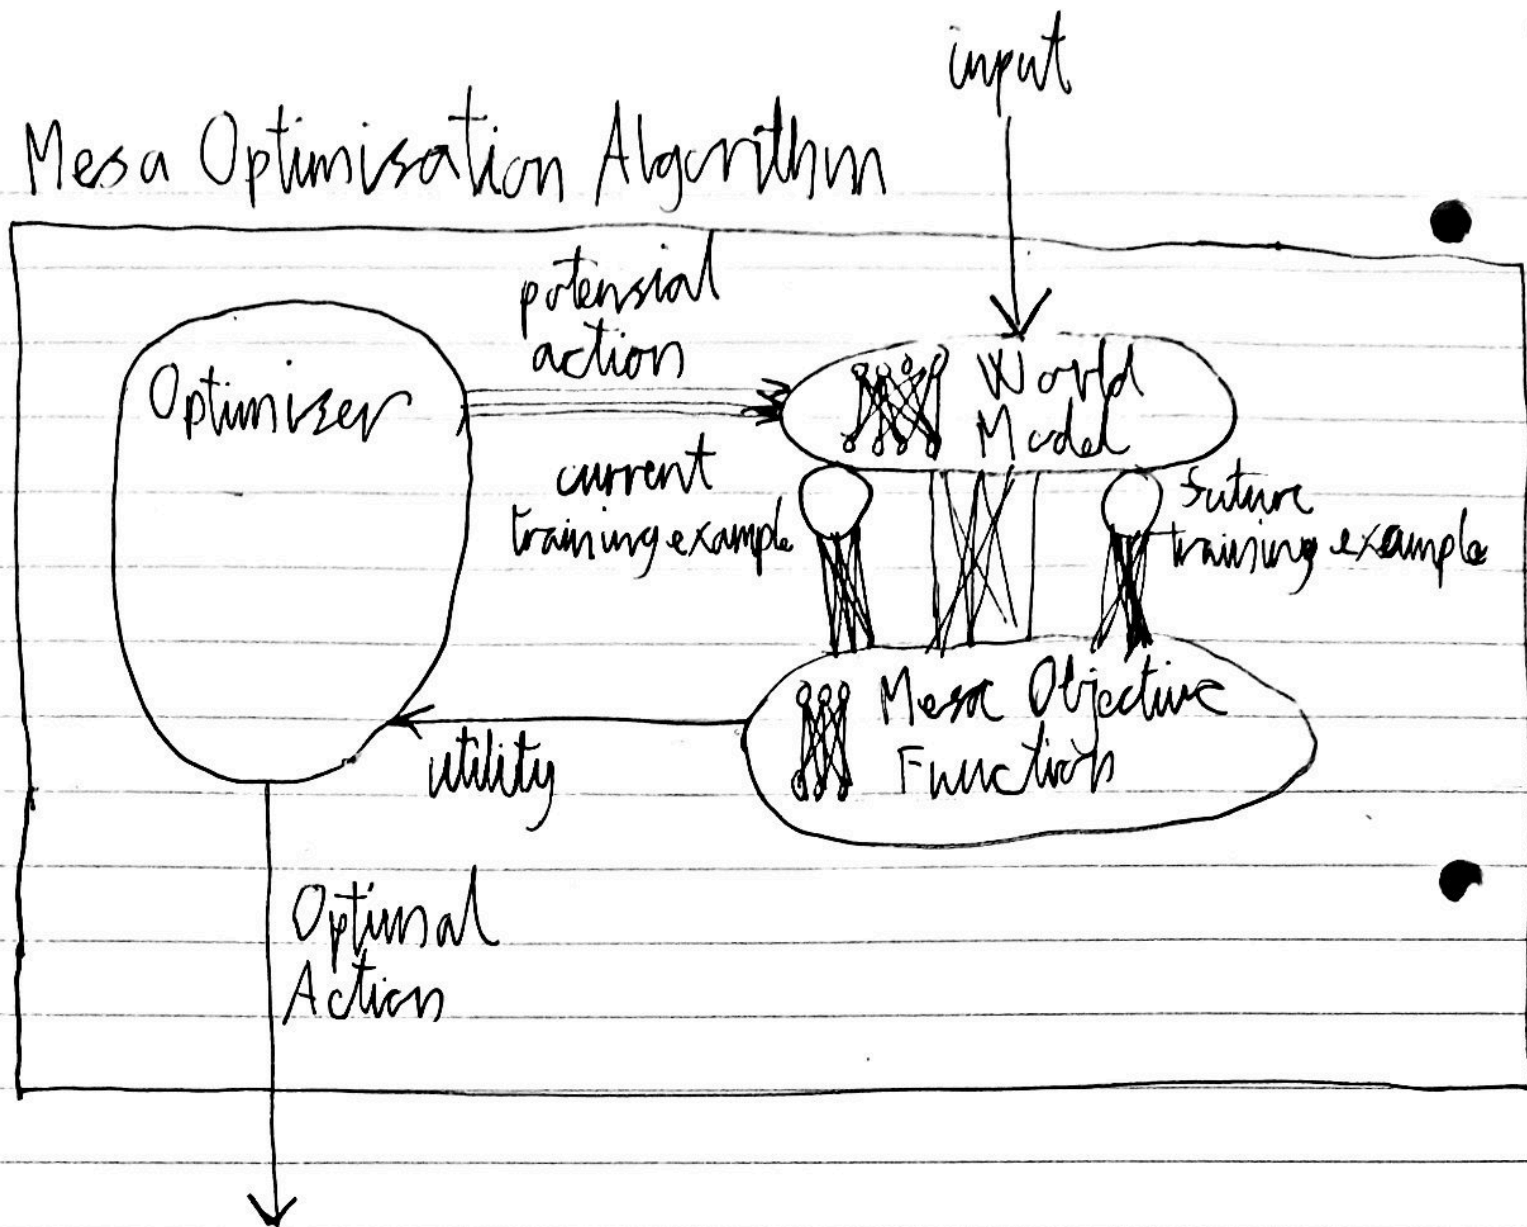 input
Mesa Optimisation Algorithm
potensial
action
Optimiser
World
Model
current
training example
future
training example
Mesa Objective
Function
utility
Optimal
Action